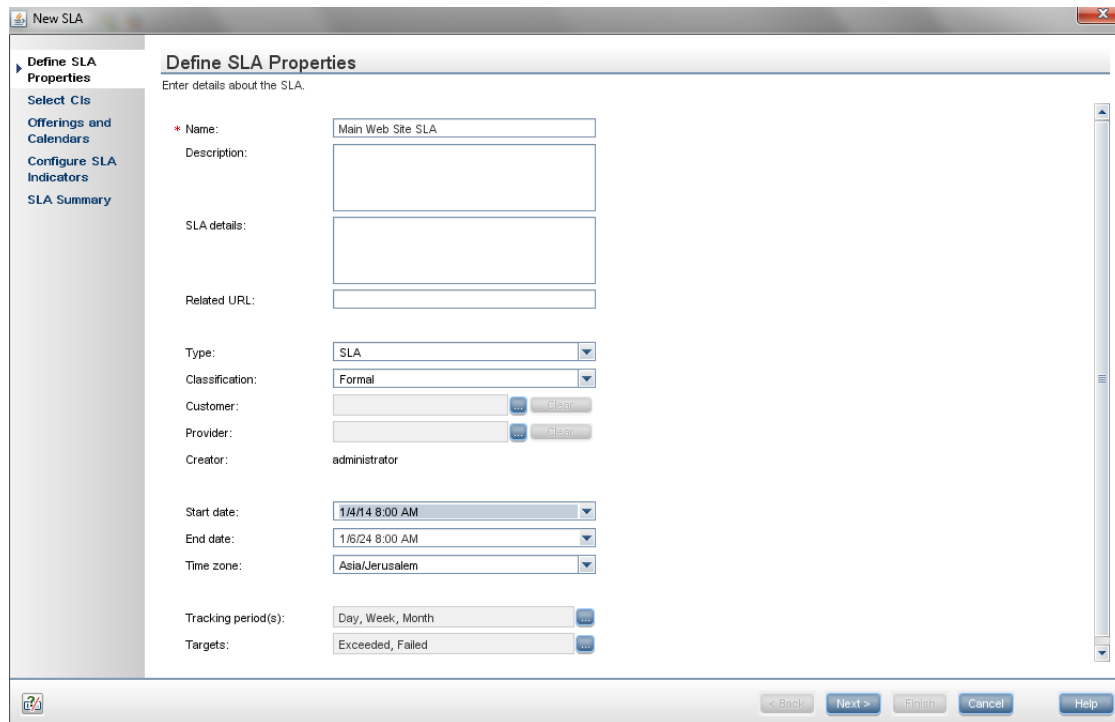 New SLA
Define SLA
Properties
Select CIs
Offerings and
Calendars
Configure SLA
Indicators
SLA Summary
Define SLA Properties
Enter details about the SLA.
* Name: Main Web Site SLA
Description:
SLA details:
Related URL:
Type: SLA
Classification: Formal
Customer: ... Clear
Provider: ... Clear
Creator: administrator
Start date: 1/4/14 8:00 AM
End date: 1/6/24 8:00 AM
Time zone: Asia/Jerusalem
Tracking period(s): Day, Week, Month ...
Targets: Exceeded, Failed ...
< Back Next > Finish Cancel Help